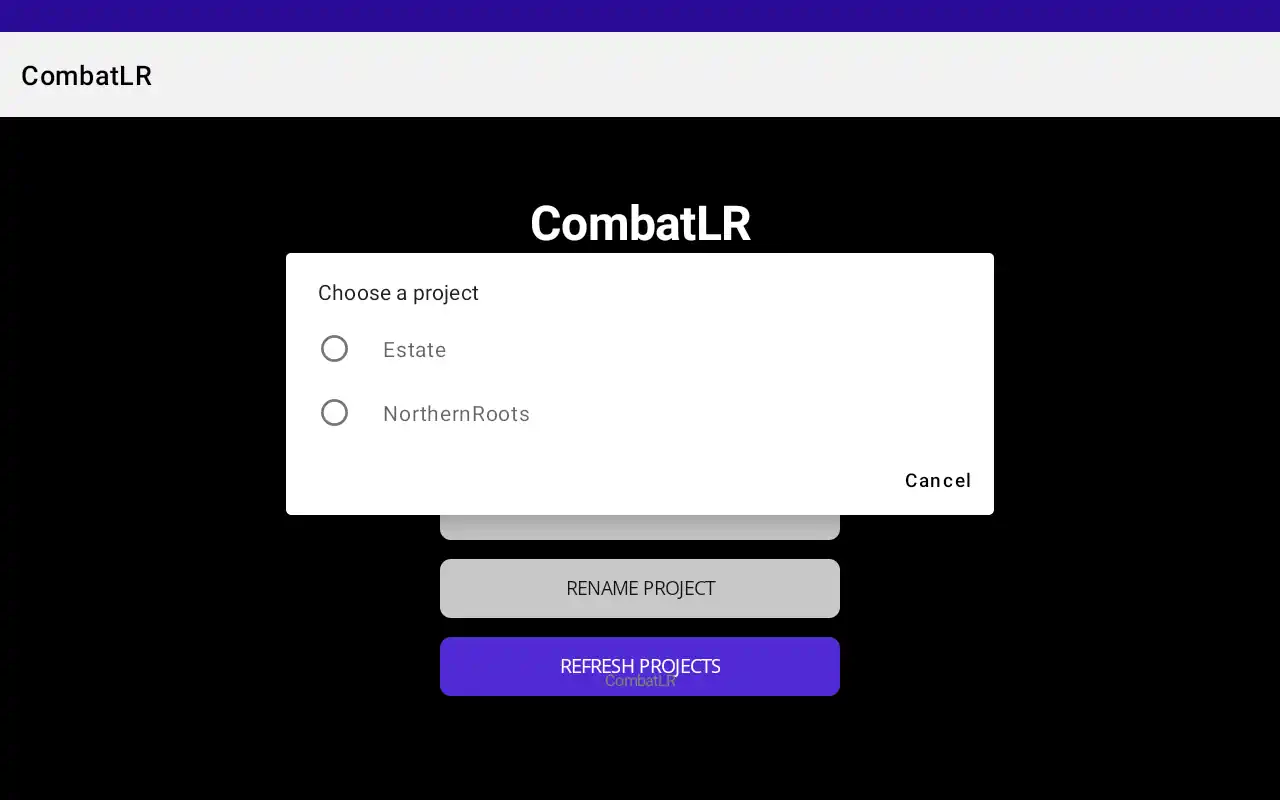 CombatLR
CombatLR
Choose a project
Estate
NorthernRoots
Cancel
RENAME PROJECT
REFRESH PROJECTS
CombatLR